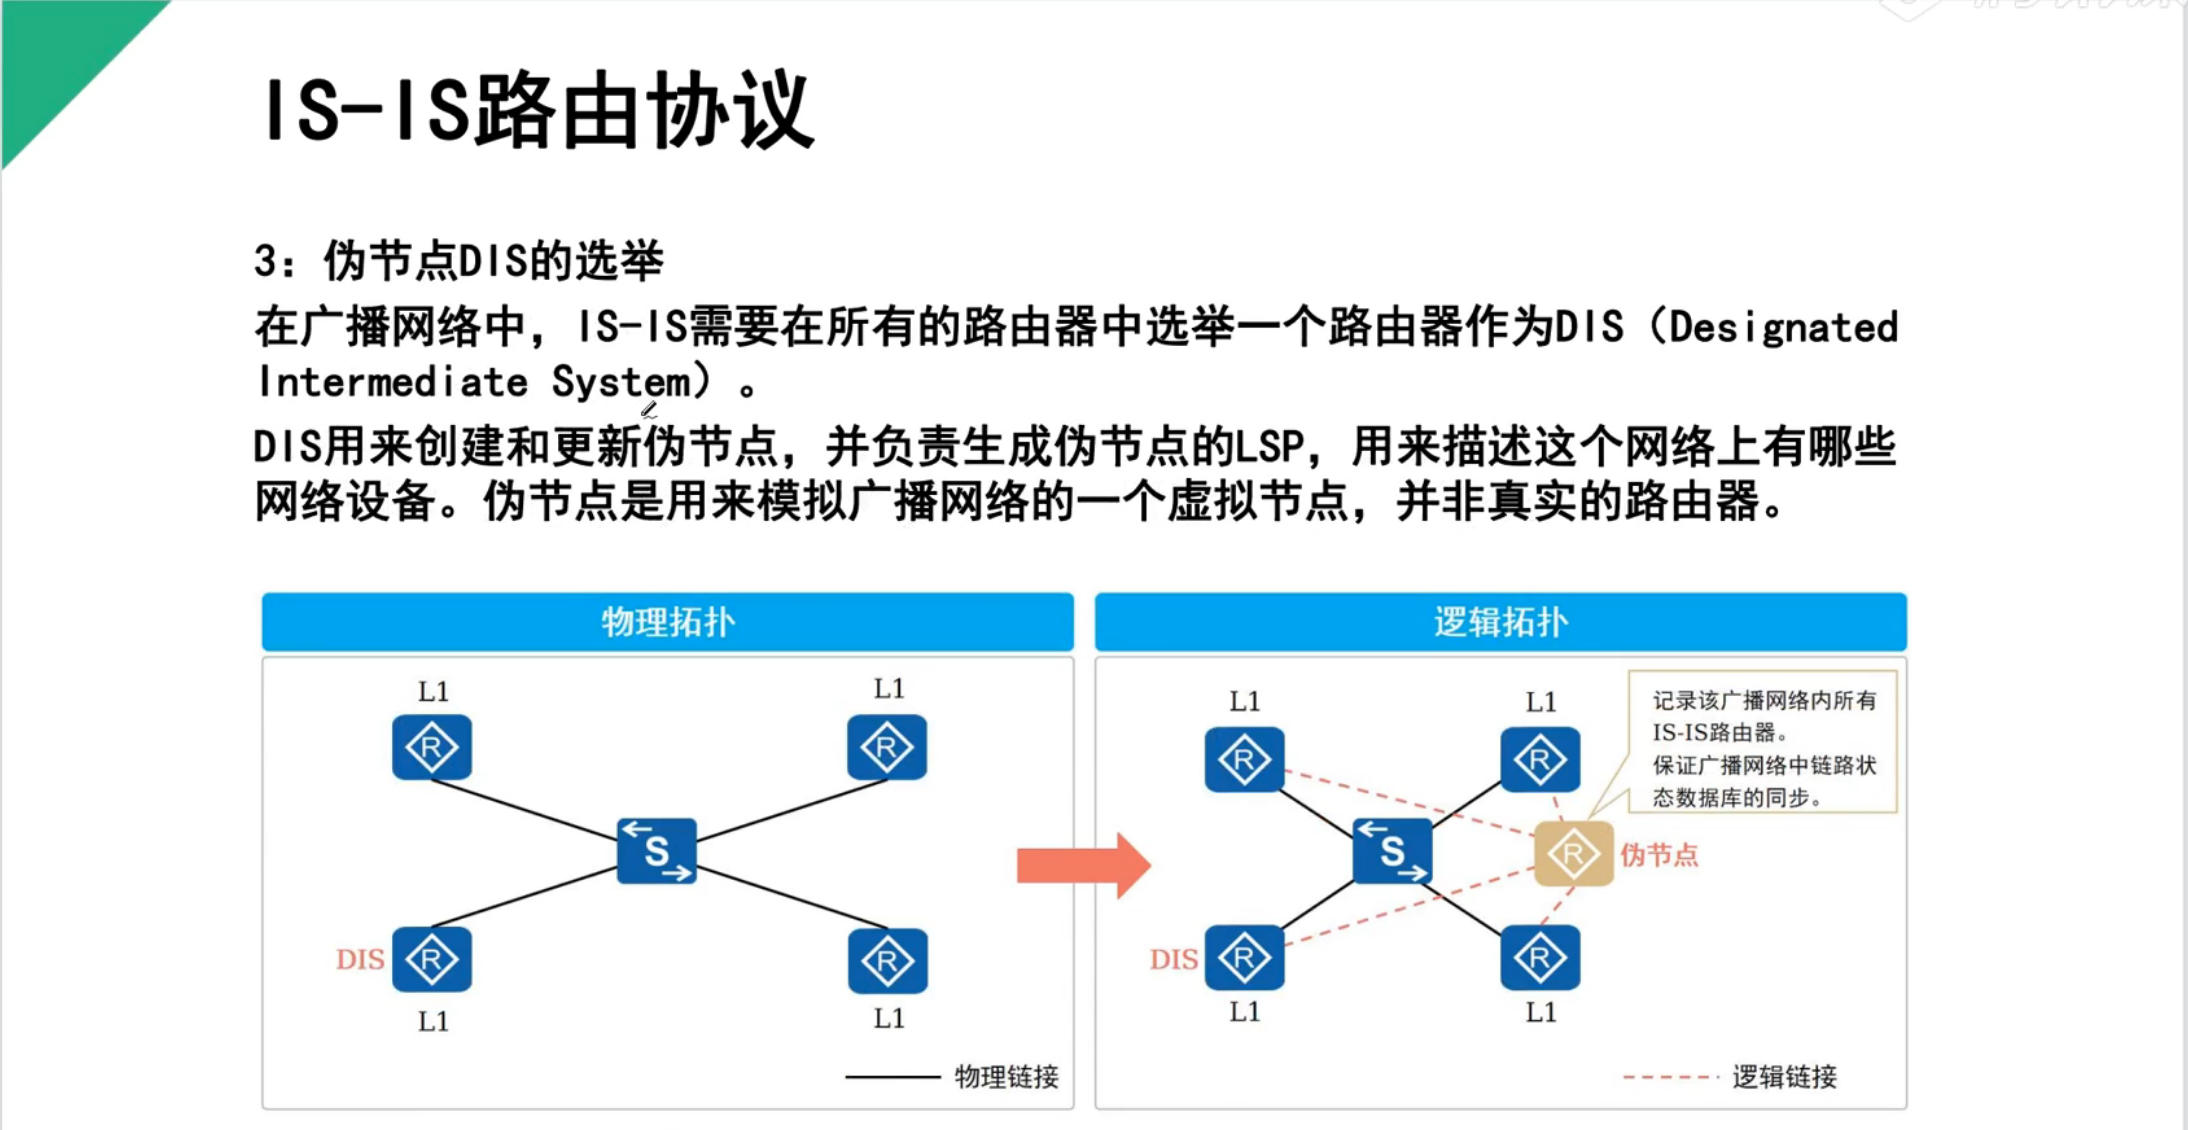 IS-IS路由协议
3：伪节点DIS的选举
在广播网络中，IS-IS需要在所有的路由器中选举一个路由器作为DIS（Designated
Intermediate System）。
DIS用来创建和更新伪节点，并负责生成伪节点的LSP，用来描述这个网络上有哪些
网络设备。伪节点是用来模拟广播网络的一个虚拟节点，并非真实的路由器。
物理拓扑
L1
L1
R
R
S
DIS
R
R
L1
L1
物理链接
逻辑拓扑
L1
L1
记录该广播网络内所有
IS-IS路由器。
保证广播网络中链路状
态数据库的同步。
R
R
S
R
伪节点
DIS
R
R
L1
L1
逻辑链接